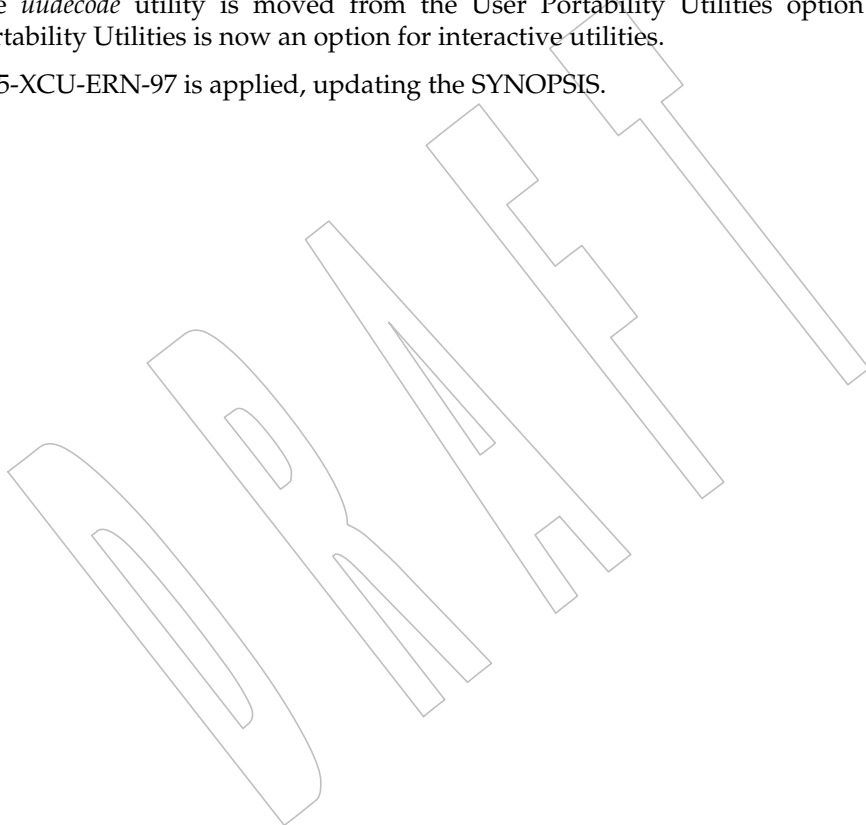 uudecode utility is moved from the User Portability Utilities option
Utilities is now an option for interactive utilities.
5-XCU-ERN-97 is applied, updating the SYNOPSIS.
DRAFT